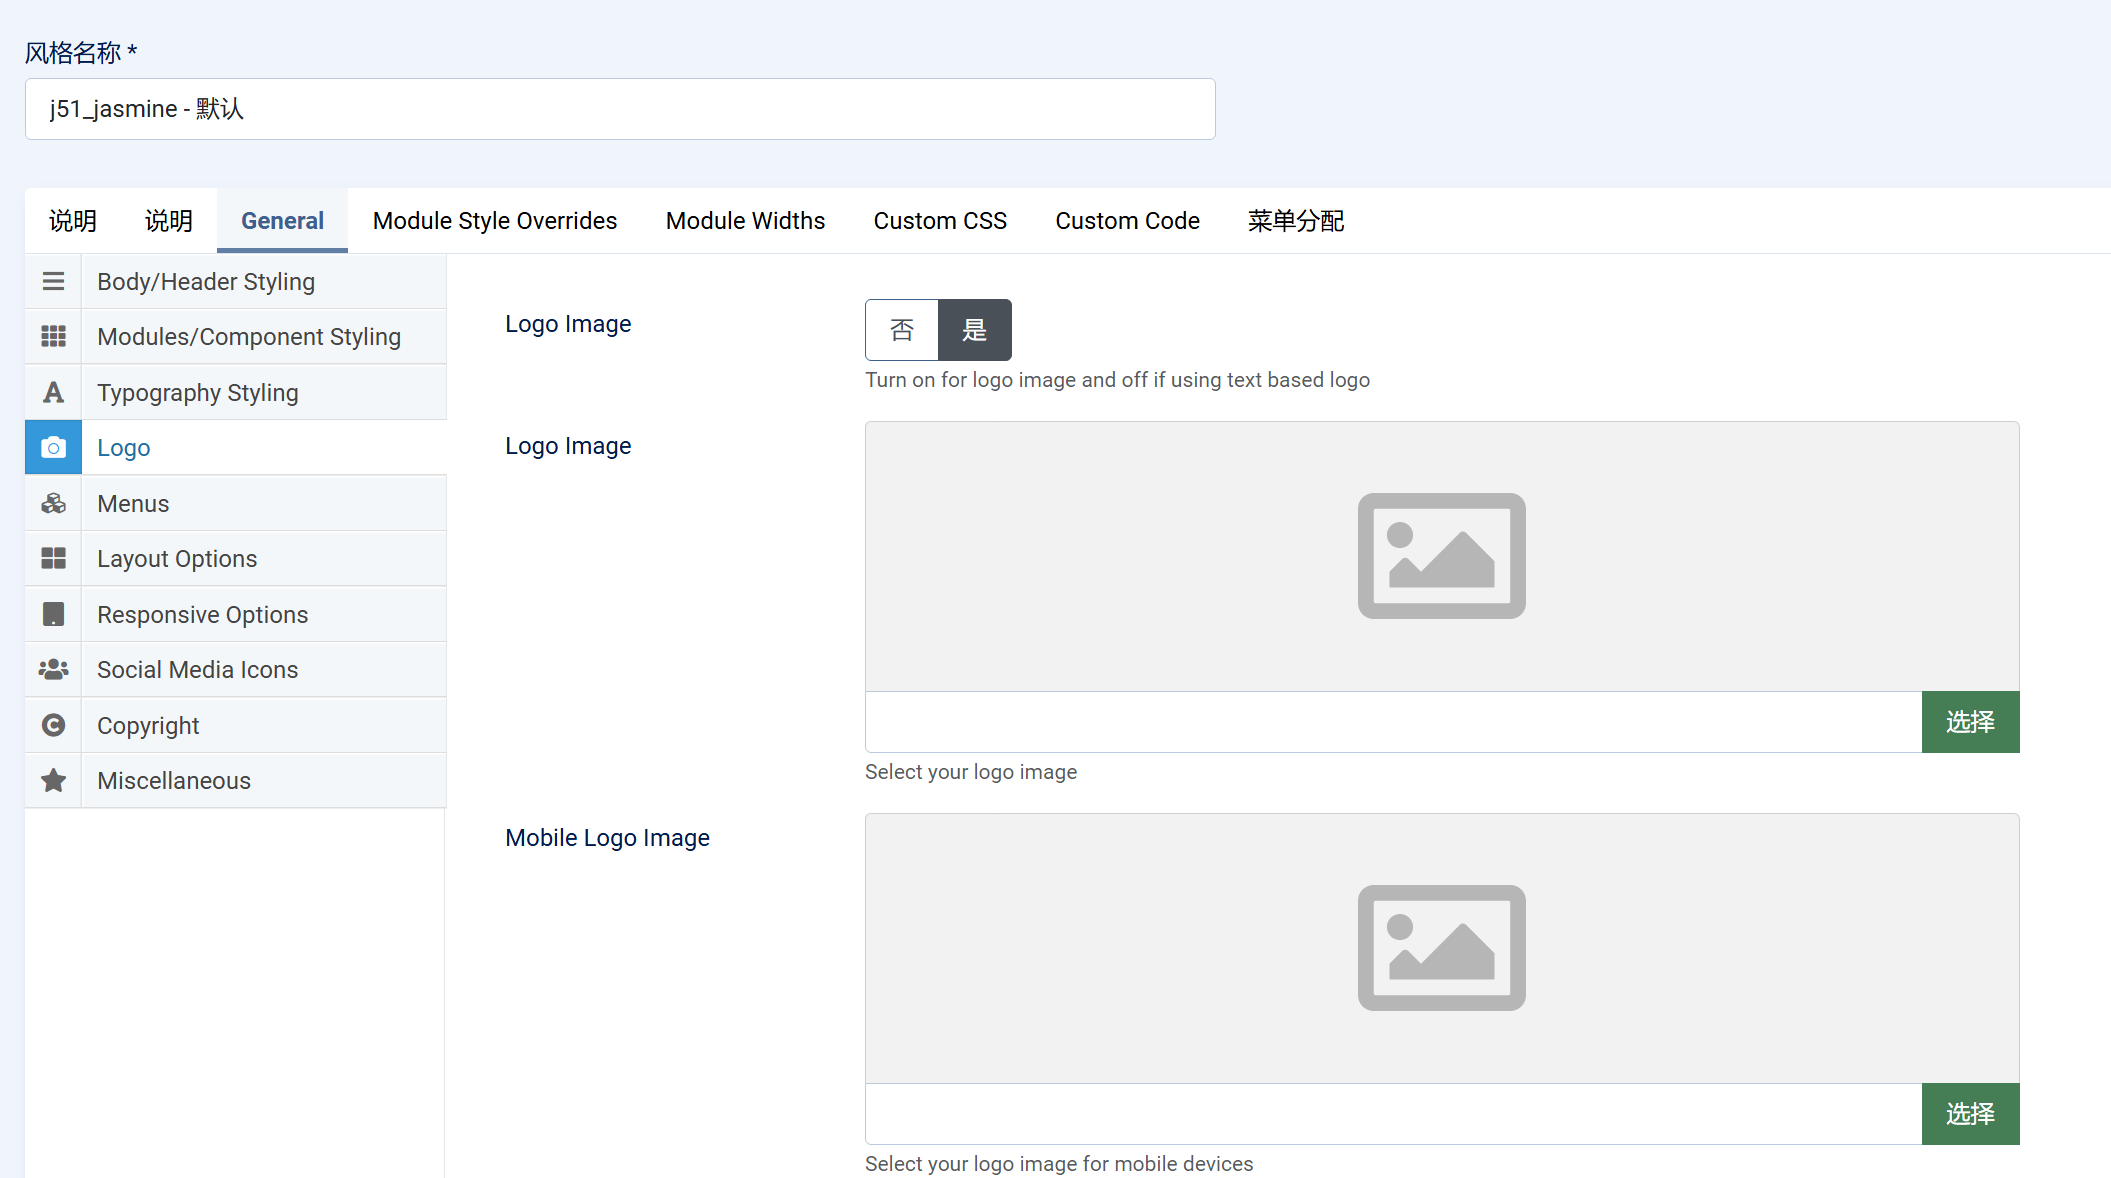 风格名称 *
j51_jasmine - 默认
说明 说明 General Module Style Overrides Module Widths Custom CSS Custom Code 菜单分配
Body/Header Styling
Modules/Component Styling
Typography Styling
Logo
Menus
Layout Options
Responsive Options
Social Media Icons
Copyright
Miscellaneous
Logo Image
否 是
Turn on for logo image and off if using text based logo
Logo Image
选择
Select your logo image
Mobile Logo Image
选择
Select your logo image for mobile devices